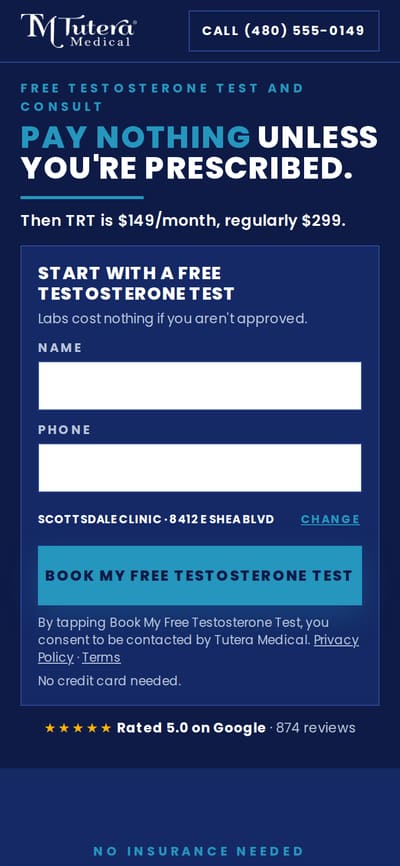 Tutera®
Medical
CALL (480) 555-0149
FREE TESTOSTERONE TEST AND
CONSULT
PAY NOTHING UNLESS
YOU'RE PRESCRIBED.
Then TRT is $149/month, regularly $299.
START WITH A FREE
TESTOSTERONE TEST
Labs cost nothing if you aren't approved.
NAME
PHONE
SCOTTSDALE CLINIC · 8412 E SHEA BLVD CHANGE
BOOK MY FREE TESTOSTERONE TEST
By tapping Book My Free Testosterone Test, you
consent to be contacted by Tutera Medical. Privacy
Policy · Terms
No credit card needed.
★★★★★ Rated 5.0 on Google · 874 reviews
NO INSURANCE NEEDED